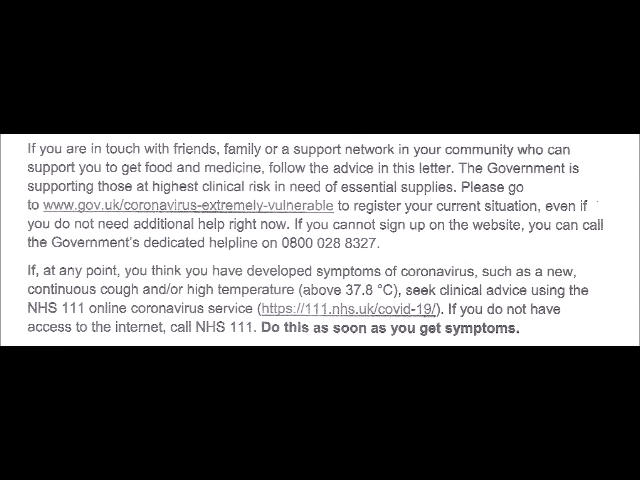 If you are in touch with friends, family or a support network in your community who can
support you to get food and medicine, follow the advice in this letter. The Government is
supporting those at highest clinical risk in need of essential supplies. Please go
to www.gov.uk/coronavirus-extremely-vulnerable to register your current situation, even if
you do not need additional help right now. If you cannot sign up on the website, you can call
the Government's dedicated helpline on 0800 028 8327.
If, at any point, you think you have developed symptoms of coronavirus, such as a new,
continuous cough and/or high temperature (above 37.8 °C), seek clinical advice using the
NHS 111 online coronavirus service (https://111.nhs.uk/covid-19/). If you do not have
access to the internet, call NHS 111. Do this as soon as you get symptoms.